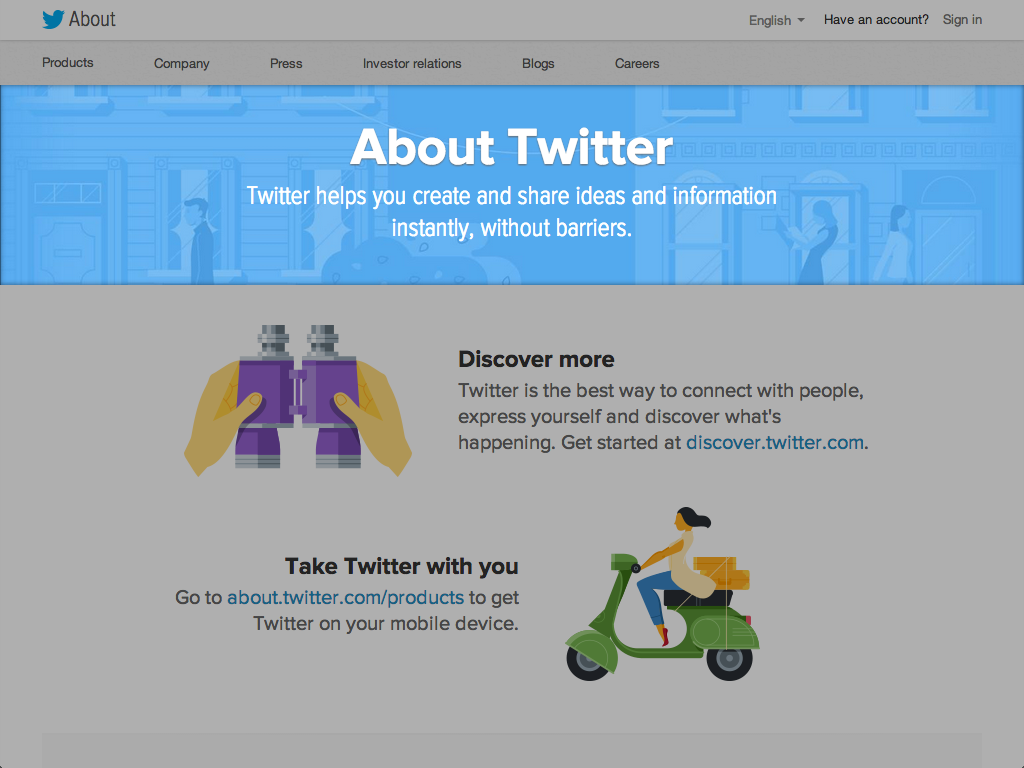 About
English
Have an account? Sign in
Products
Company
Press
Investor relations
Blogs
Careers
About Twitter
Twitter helps you create and share ideas and information
instantly, without barriers.
Discover more
Twitter is the best way to connect with people,
express yourself and discover what's
happening. Get started at discover.twitter.com.
Take Twitter with you
Go to about.twitter.com/products to get
Twitter on your mobile device.